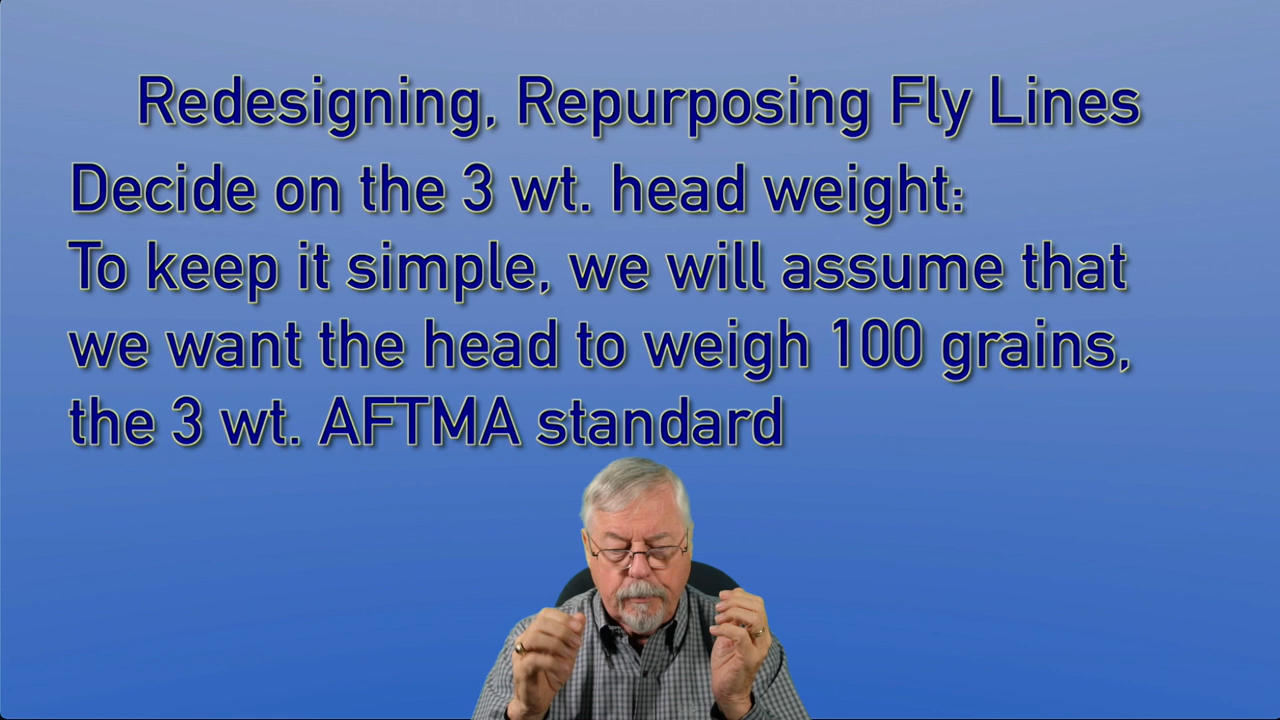 Redesigning, Repurposing Fly Lines
Decide on the 3 wt. head weight:
To keep it simple, we will assume that
we want the head to weigh 100 grains,
the 3 wt. AFTMA standard